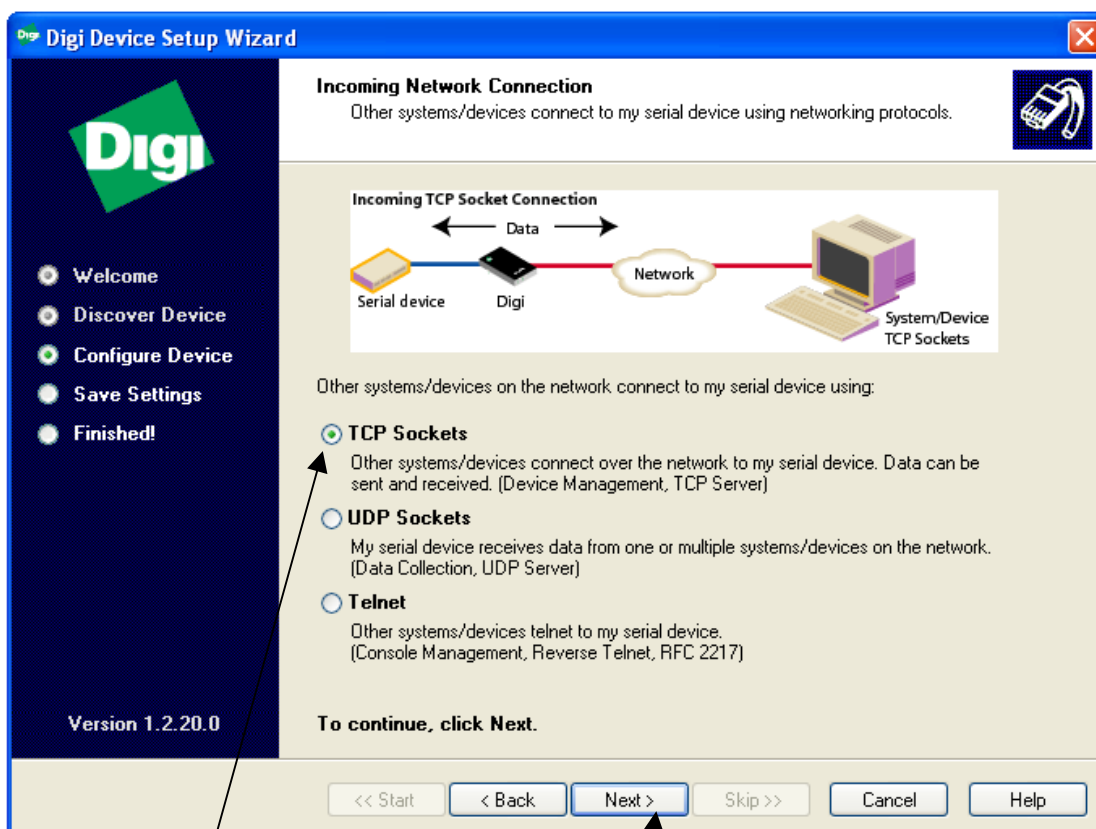 Digi Device Setup Wizard
Digi
Welcome
Discover Device
Configure Device
Save Settings
Finished!
Version 1.2.20.0
Incoming Network Connection
Other systems/devices connect to my serial device using networking protocols.
Incoming TCP Socket Connection
Data
Network
Serial device
Digi
System/Device
TCP Sockets
Other systems/devices on the network connect to my serial device using:
TCP Sockets
Other systems/devices connect over the network to my serial device. Data can be
sent and received. (Device Management, TCP Server)
UDP Sockets
My serial device receives data from one or multiple systems/devices on the network.
(Data Collection, UDP Server)
Telnet
Other systems/devices telnet to my serial device.
(Console Management, Reverse Telnet, RFC 2217)
To continue, click Next.
<< Start
< Back
Next >
Skip >>
Cancel
Help